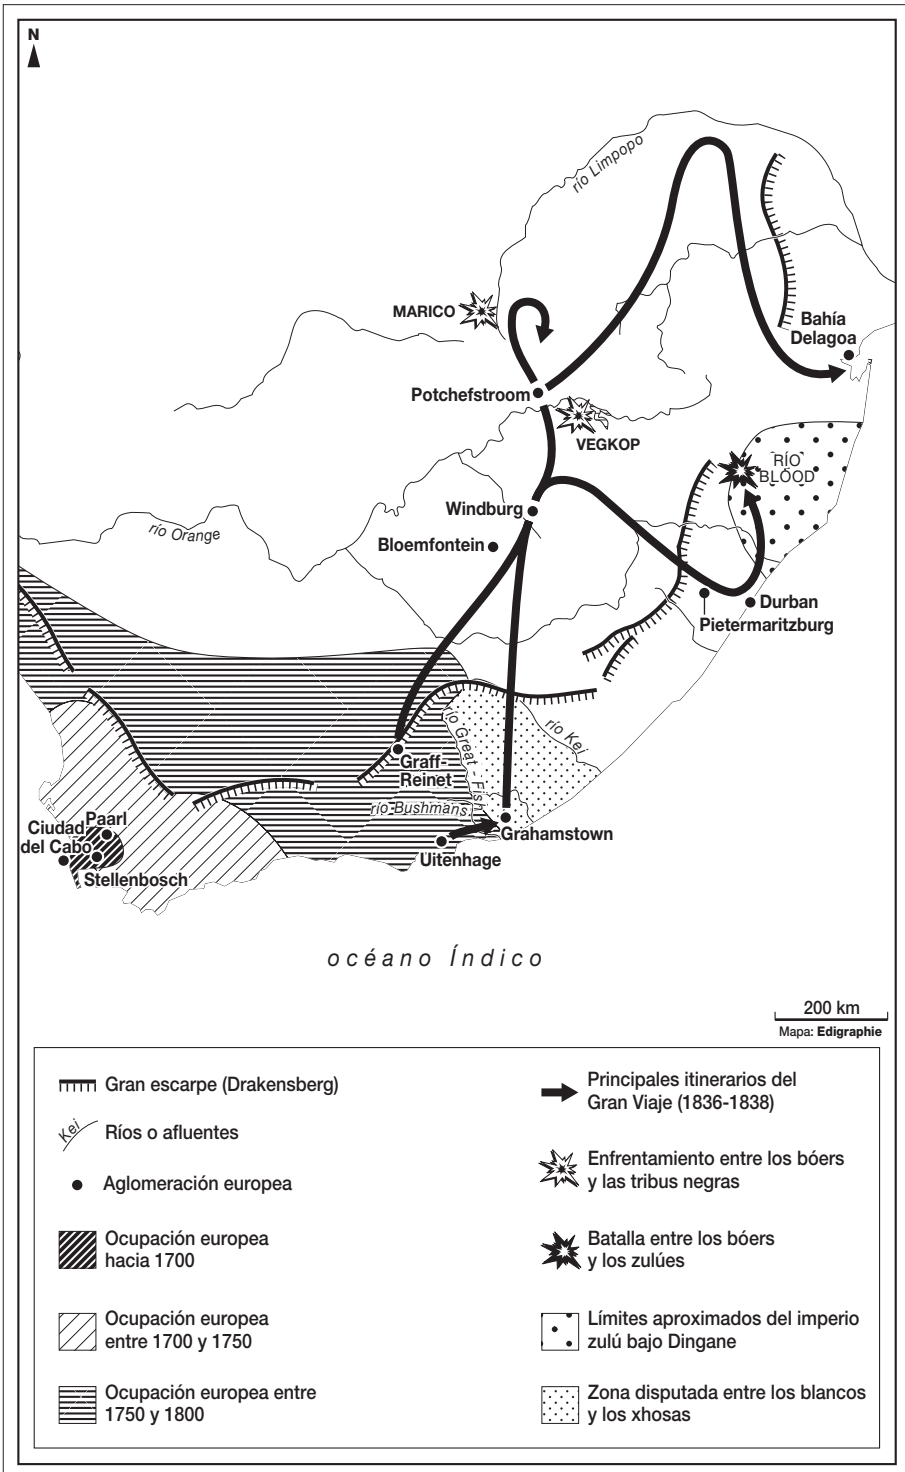 N
río Limpopo
MARICO
Bahía
Delagoa
Potchefstroom
VEGKOP
RÍO
BLOOD
Windburg
río Orange
Bloemfontein
Durban
Pietermaritzburg
río Great - Fish
río Kei
Graff-
Reinet
río Bushmans
Grahamstown
Ciudad
del Cabo
Paarl
Uitenhage
Stellenbosch
océano Índico
200 km
Mapa: Edigraphie
Gran escarpe (Drakensberg)
Kei
Ríos o afluentes
Aglomeración europea
Ocupación europea
hacia 1700
Ocupación europea
entre 1700 y 1750
Ocupación europea entre
1750 y 1800
Principales itinerarios del
Gran Viaje (1836-1838)
Enfrentamiento entre los bóers
y las tribus negras
Batalla entre los bóers
y los zulúes
Límites aproximados del imperio
zulú bajo Dingane
Zona disputada entre los blancos
y los xhosas